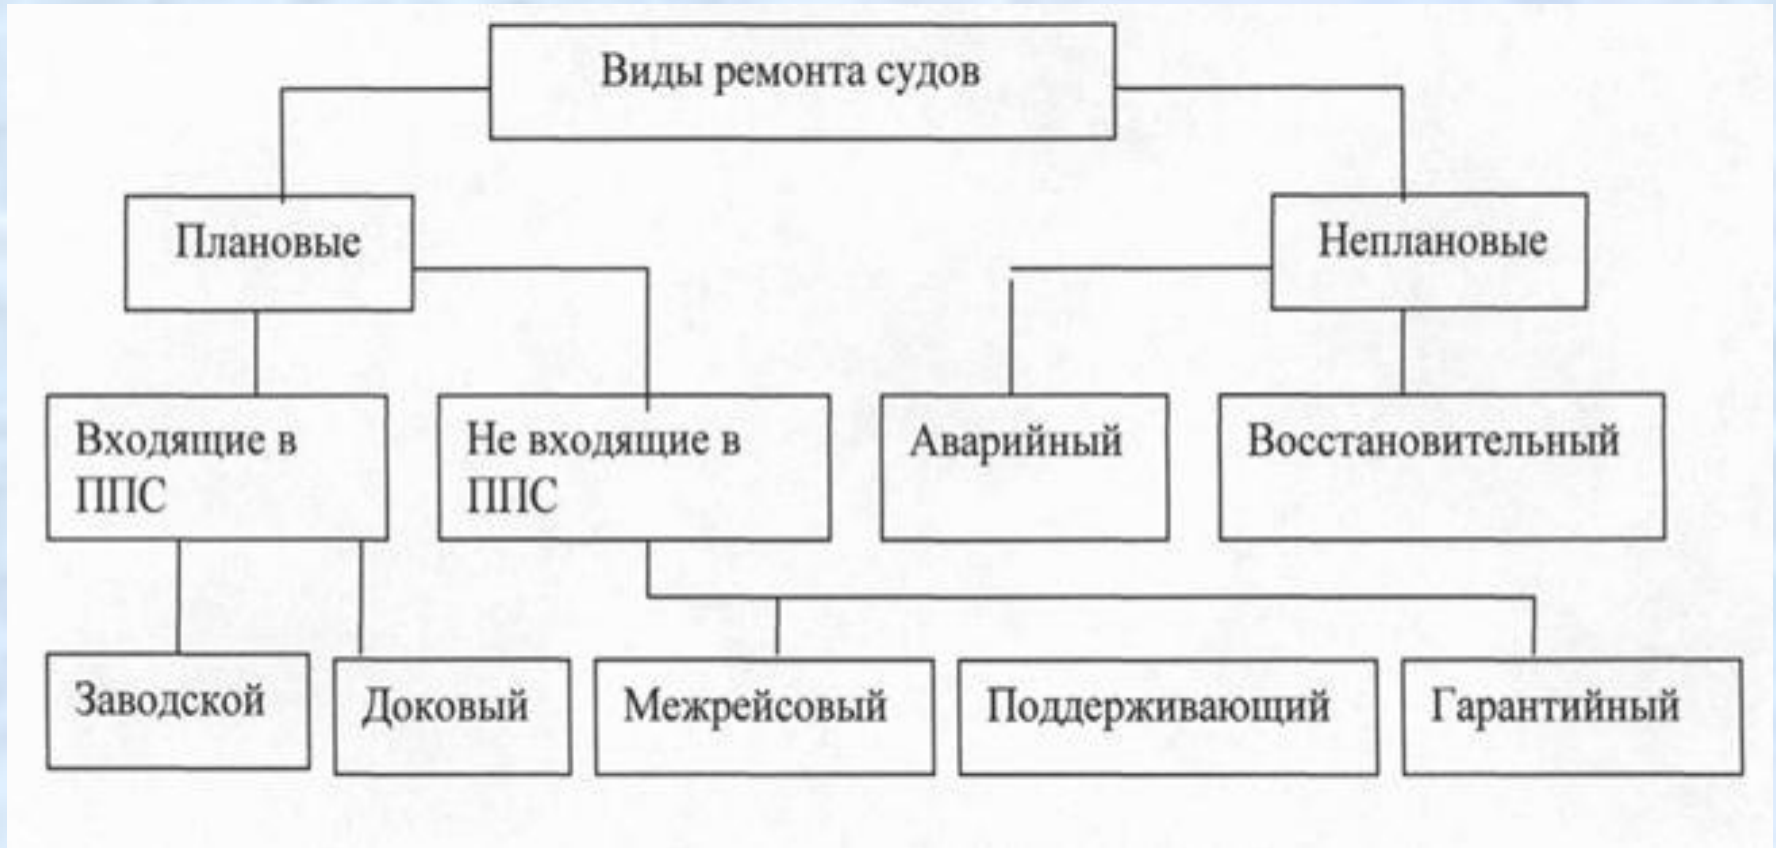 Виды ремонта судов
Плановые
Неплановые
Входящие в
ППС
Не входящие в
ППС
Аварийный
Восстановительный
Заводской
Доковый
Межрейсовый
Поддерживающий
Гарантийный